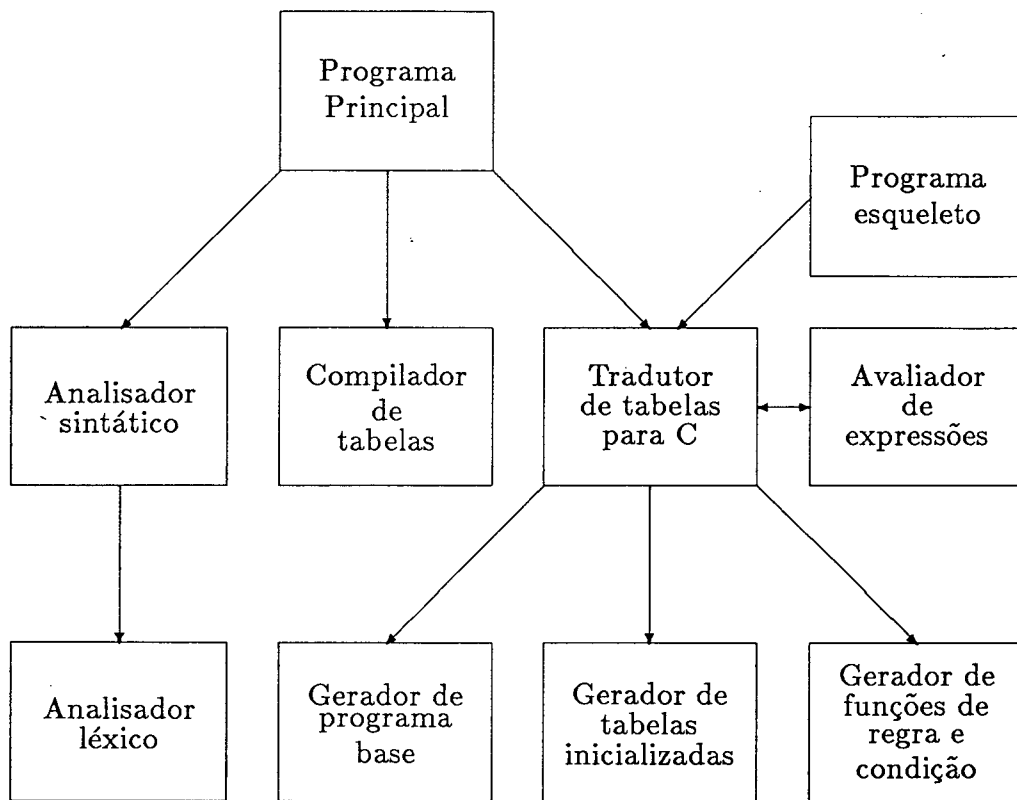 Programa
Principal
Programa
esqueleto
Analisador
sintático
Compilador
de
tabelas
Tradutor
de tabelas
para C
Avaliador
de
expressões
Analisador
léxico
Gerador de
programa
base
Gerador de
tabelas
inicializadas
Gerador de
funções de
regra e
condição